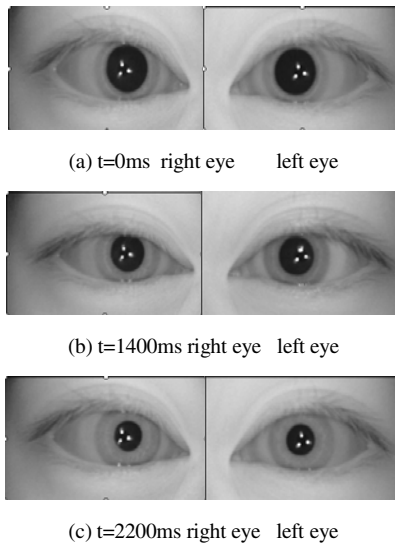 (a) t=0ms right eye left eye
(b) t=1400ms right eye left eye
(c) t=2200ms right eye left eye